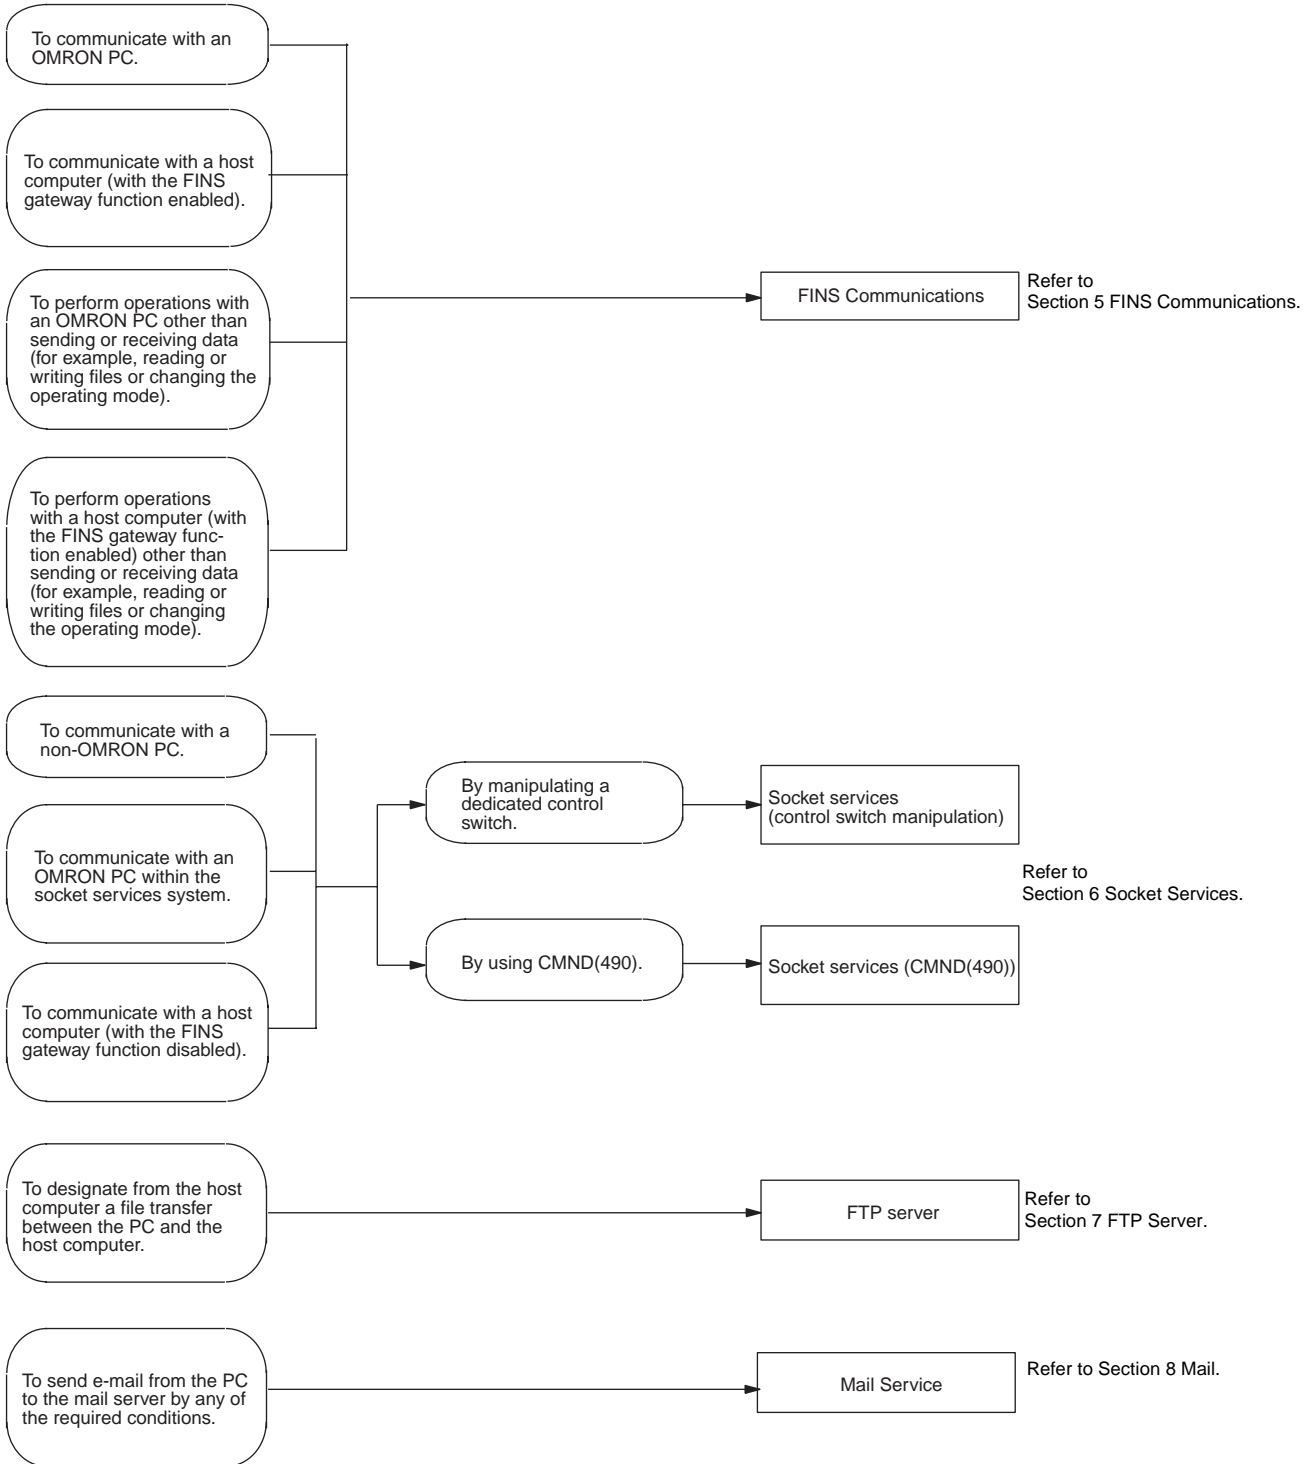 To communicate with an
OMRON PC.
To communicate with a host
computer (with the FINS
gateway function enabled).
To perform operations with
an OMRON PC other than
sending or receiving data
(for example, reading or
writing files or changing the
operating mode).
FINS Communications
Refer to
Section 5 FINS Communications.
To perform operations
with a host computer (with
the FINS gateway func-
tion enabled) other than
sending or receiving data
(for example, reading or
writing files or changing
the operating mode).
To communicate with a
non-OMRON PC.
To communicate with an
OMRON PC within the
socket services system.
To communicate with a host
computer (with the FINS
gateway function disabled).
By manipulating a
dedicated control
switch.
Socket services
(control switch manipulation)
By using CMND(490).
Socket services (CMND(490))
Refer to
Section 6 Socket Services.
To designate from the host
computer a file transfer
between the PC and the
host computer.
FTP server
Refer to
Section 7 FTP Server.
To send e-mail from the PC
to the mail server by any of
the required conditions.
Mail Service
Refer to Section 8 Mail.